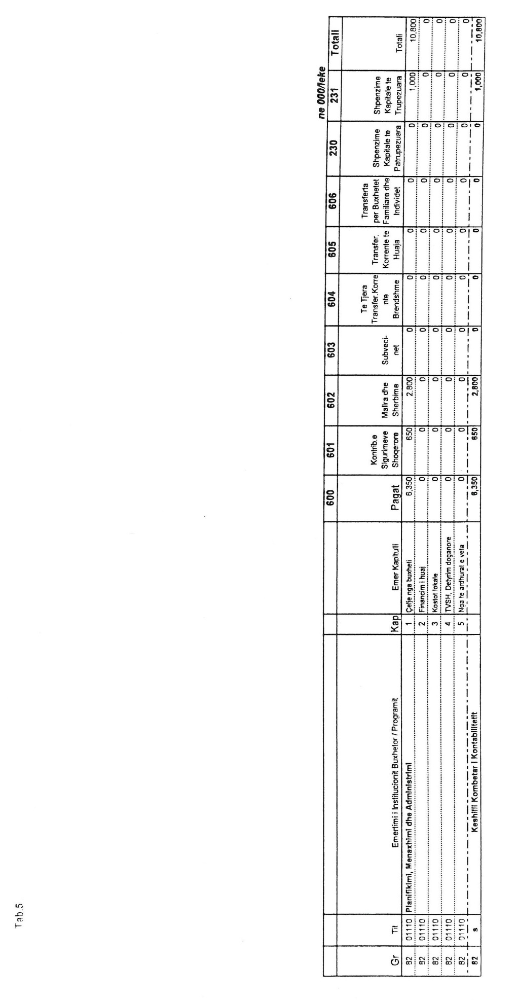 Tab.5
ne 000/leke
600 601 602 603 604 605 606 230 231 Totali
Gr Tit Emertimi i Institucionit Buxhetor / Programit Kap Emer Kapitulli Pagat Kontrib.e Sigurimeve Shoqerore Mallra dhe Sherbime Subveci-net Te Tjera Transfer.Korrente Brendshme Transfer. Korrente te Huaja Transferta per Buxhetet Familiare dhe Individet Shpenzime Kapitale te Patrupezuara Shpenzime Kapitale te Trupezuara Totali
82 01110 Planifikimi, Menaxhimi dhe Administrimi 1 Çelje nga buxheti 6,350 650 2,800 0 0 0 0 0 1,000 10,800
82 01110 2 Financim i huaj 0 0 0 0 0 0 0 0 0 0
82 01110 3 Kostot lokale 0 0 0 0 0 0 0 0 0 0
82 01110 4 TVSH, Detyrim doganore 0 0 0 0 0 0 0 0 0 0
82 01110 5 Nga te ardhurat e veta 0 0 0 0 0 0 0 0 0 0
82 s Keshilli Kombetar i Kontabilitetit 6,350 650 2,800 0 0 0 0 0 1,000 10,800